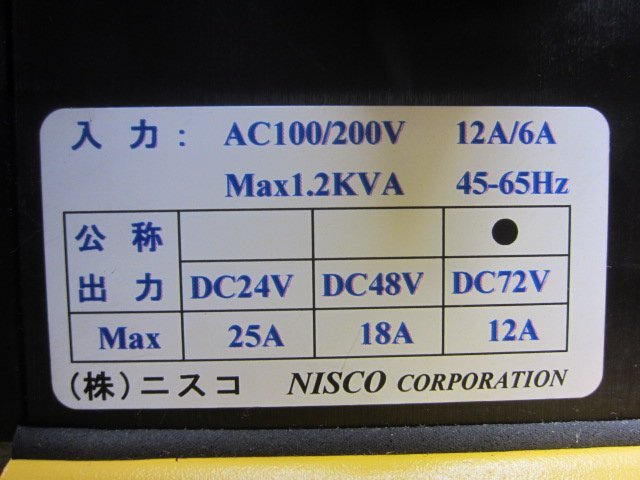 入 力 : AC100/200V 12A/6A
Max1.2KVA 45-65Hz
公 称 ●
出 力 DC24V DC48V DC72V
Max 25A 18A 12A
(株)ニスコ NISCO CORPORATION